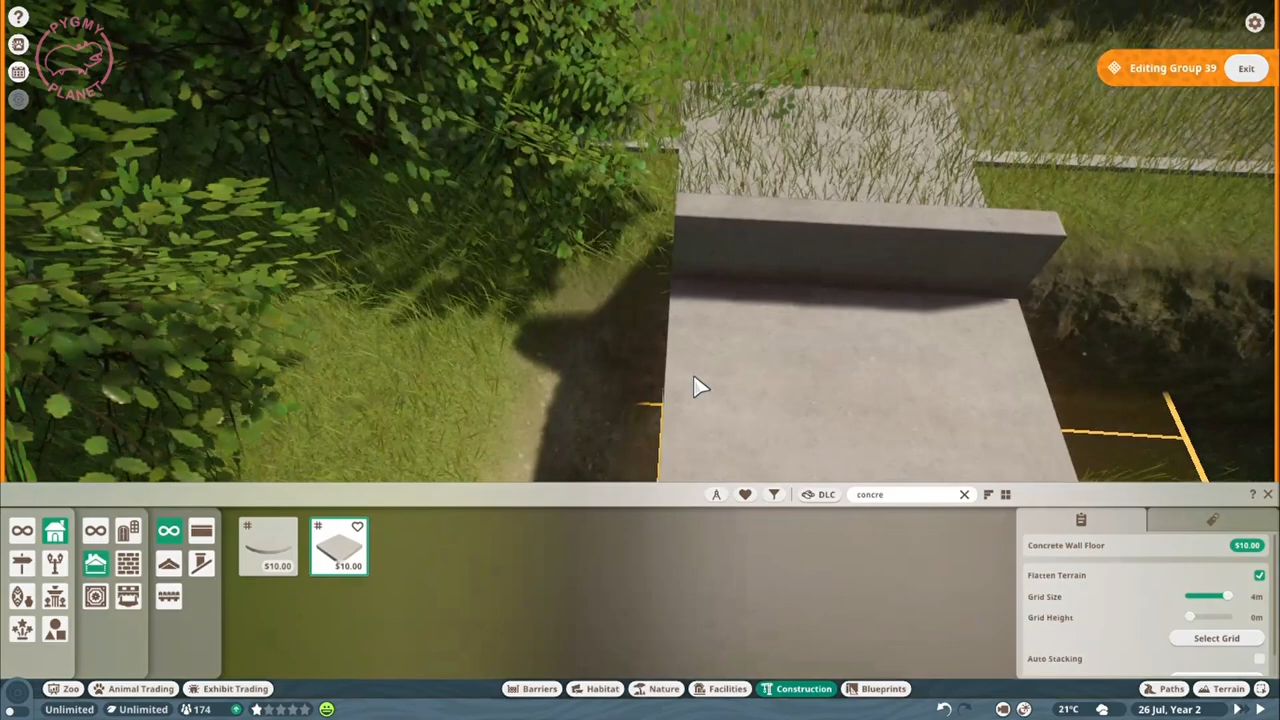 ?
PYGMY
PLANET
Editing Group 39
Exit
DLC
concre
?
$10.00
$10.00
Concrete Wall Floor
$10.00
Flatten Terrain
Grid Size
4m
Grid Height
0m
Select Grid
Auto Stacking
Zoo
Animal Trading
Exhibit Trading
Barriers
Habitat
Nature
Facilities
Construction
Blueprints
Paths
Terrain
Unlimited
Unlimited
174
21°C
26 Jul, Year 2